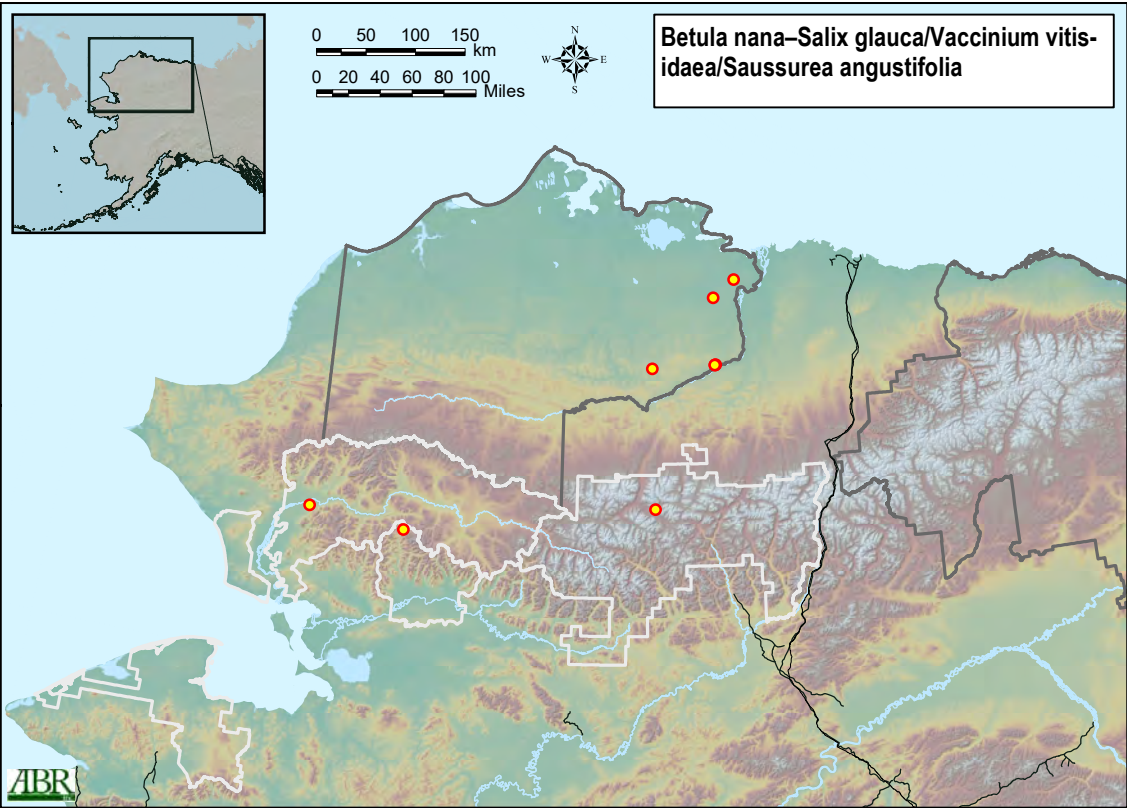 0 50 100 150
km
0 20 40 60 80 100
Miles
N
W E
S
Betula nana–Salix glauca/Vaccinium vitis-
idaea/Saussurea angustifolia
ABR